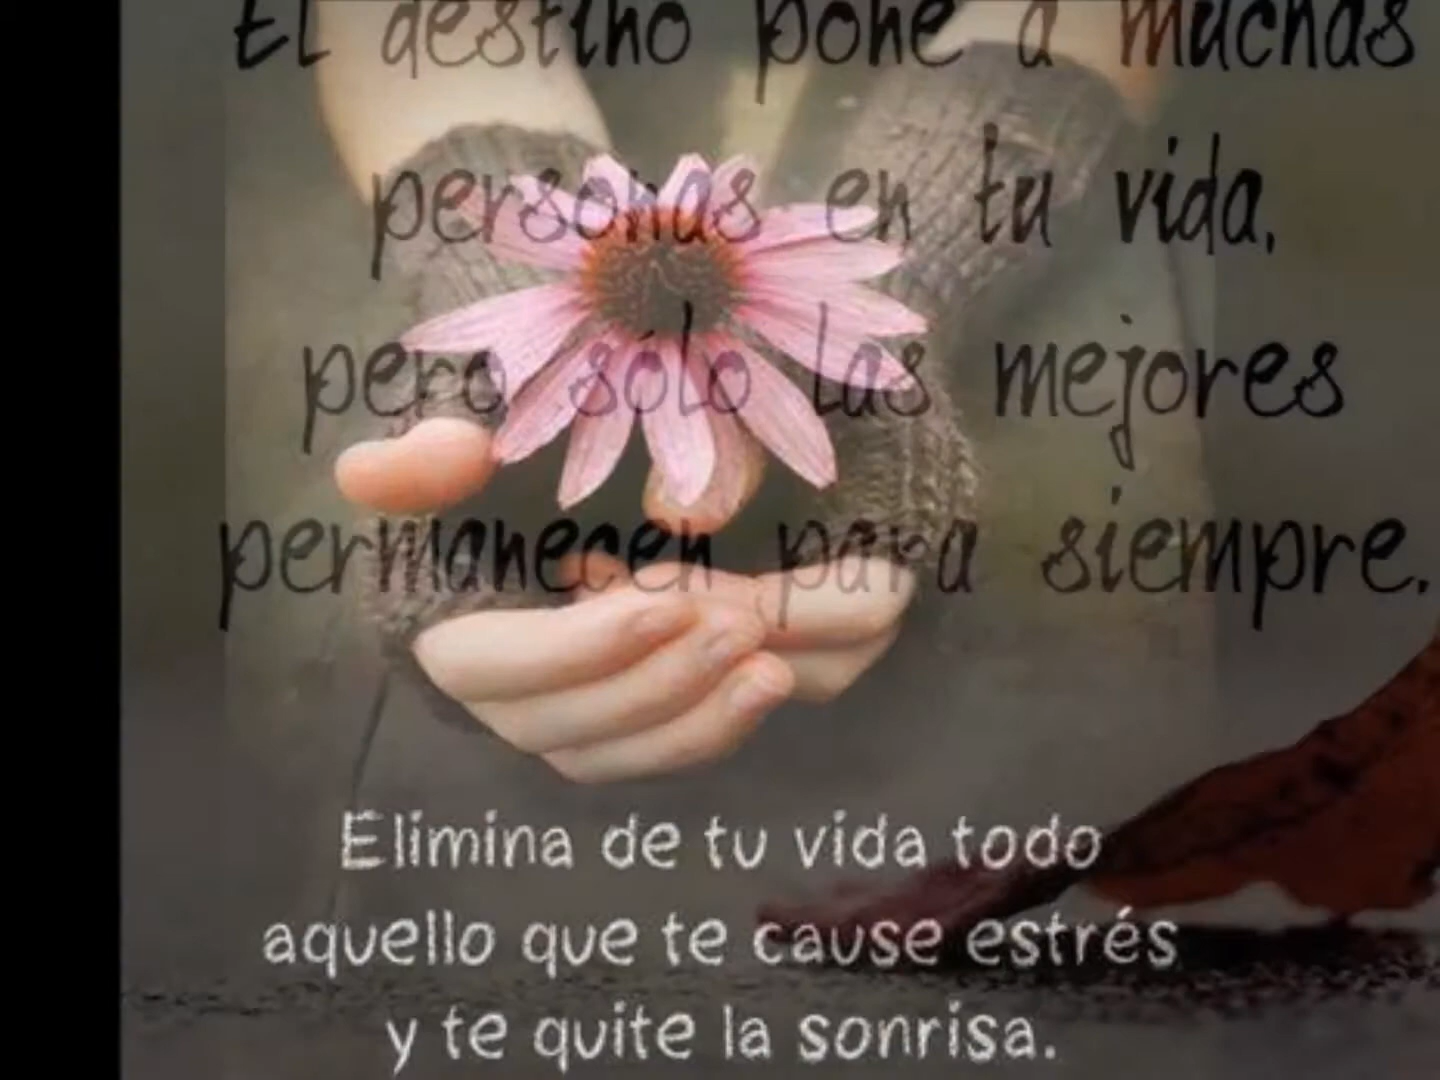 El destino pone a muchas
personas en tu vida,
pero sólo las mejores
permanecen para siempre.
Elimina de tu vida todo
aquello que te cause estrés
y te quite la sonrisa.